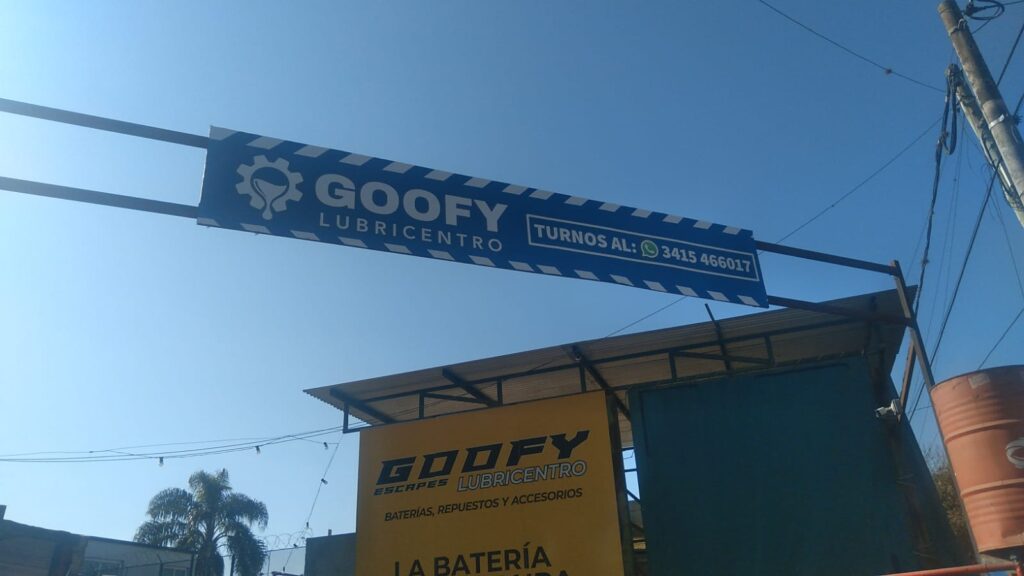 GOOFY
LUBRICENTRO
TURNOS AL: 3415 466017
GOOFY
ESCAPES LUBRICENTRO
BATERÍAS, REPUESTOS Y ACCESORIOS
LA BATERÍA